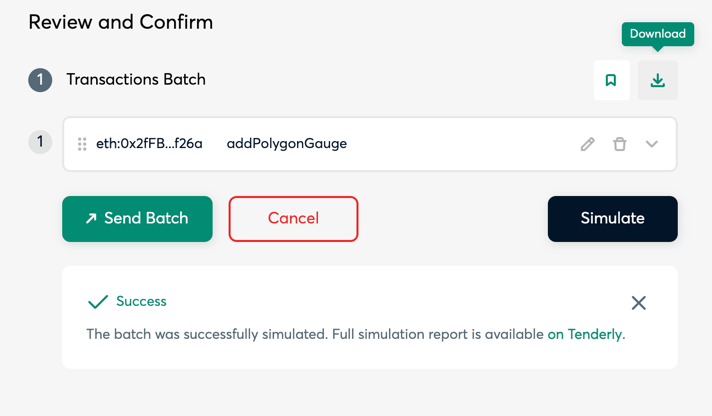 Review and Confirm
Download
1 Transactions Batch
1 eth:0x2fFB...f26a addPolygonGauge
Send Batch Cancel Simulate
Success
The batch was successfully simulated. Full simulation report is available on Tenderly.